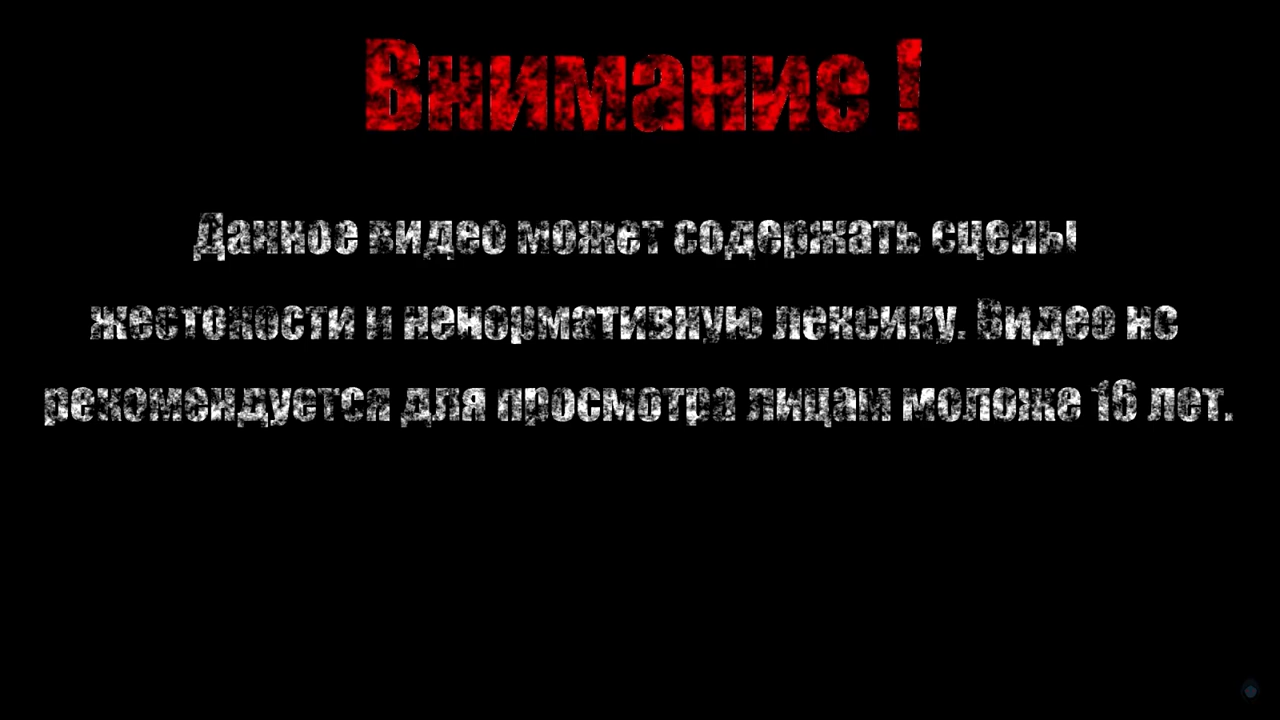 Внимание !
Данное видео может содержать сцены
жестокости и ненормативную лексику. Видео не
рекомендуется для просмотра лицам моложе 16 лет.